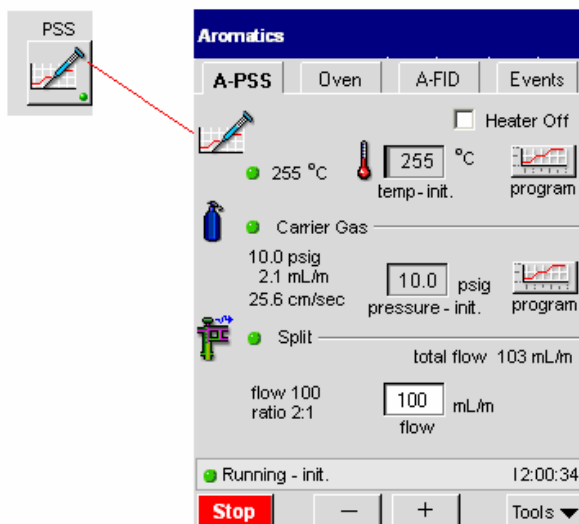 PSS
Aromatics
A-PSS Oven A-FID Events
Heater Off
255 °C 255 °C
temp - init. program
Carrier Gas
10.0 psig
2.1 mL/m
25.6 cm/sec
10.0 psig
pressure - init. program
Split
total flow 103 mL/m
flow 100
ratio 2:1
100 mL/m
flow
Running - init. 12:00:34
Stop − + Tools